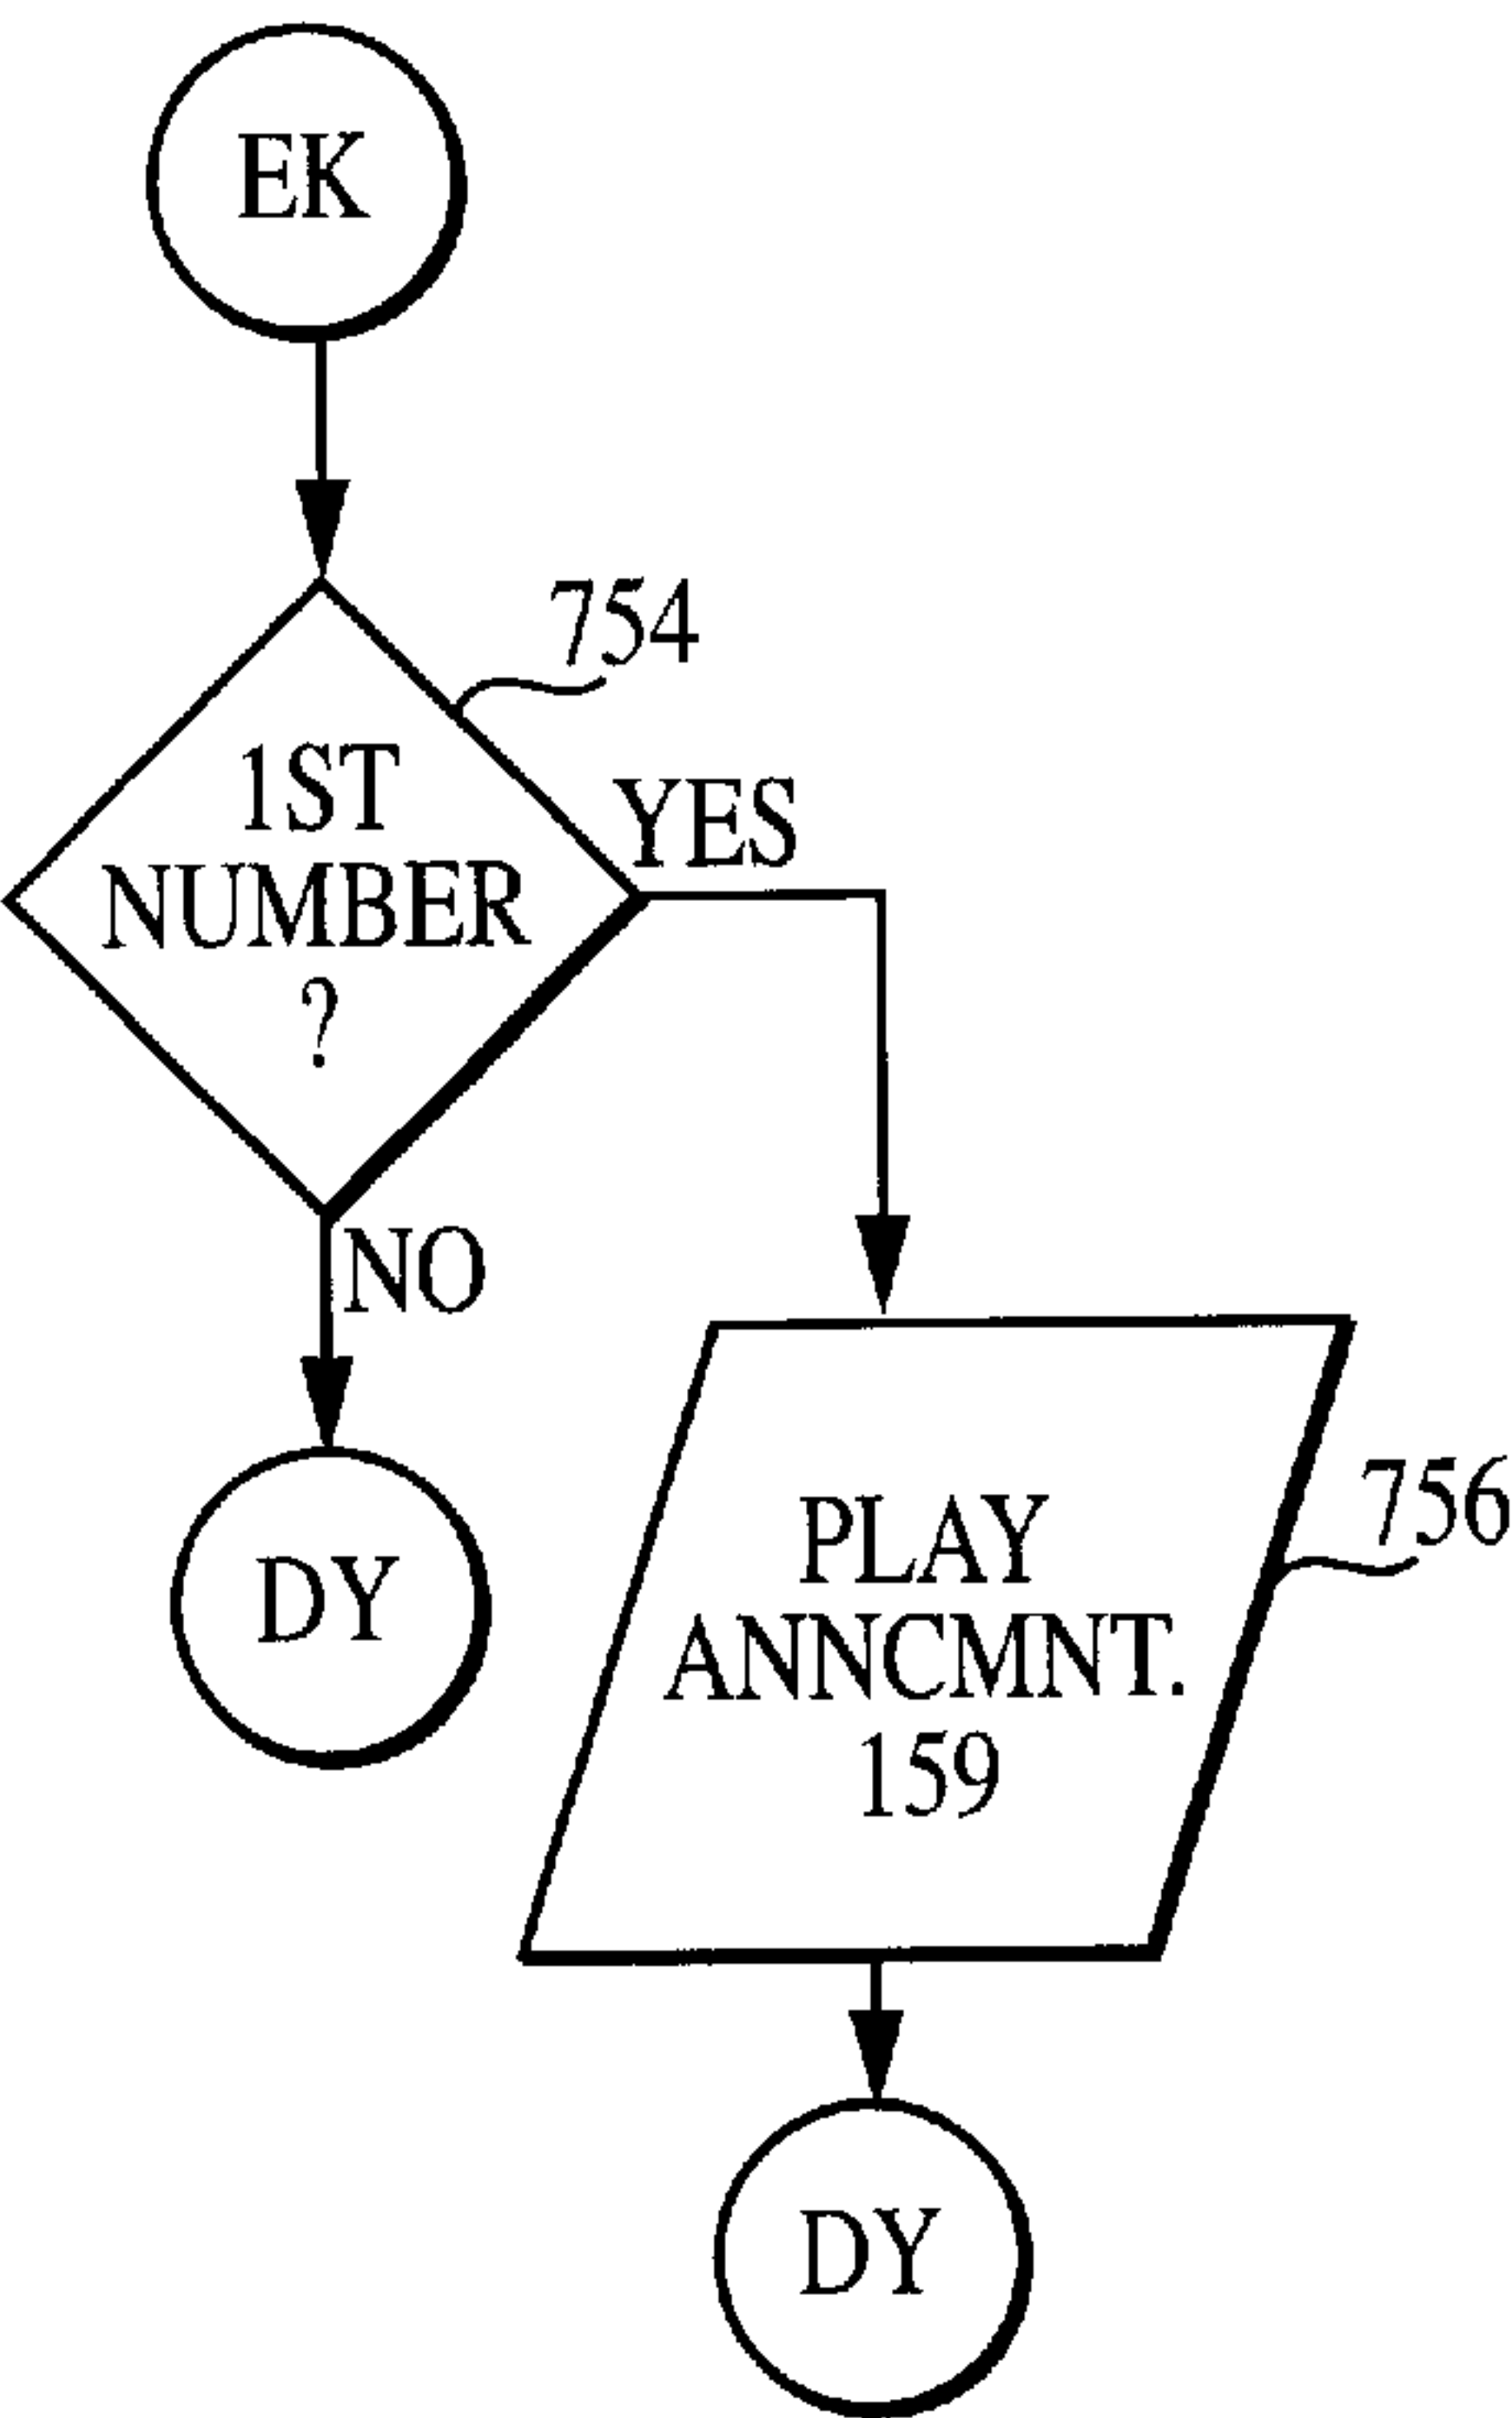 EK
754
1ST
NUMBER
?
YES
NO
DY
PLAY
ANNCMNT.
159
756
DY